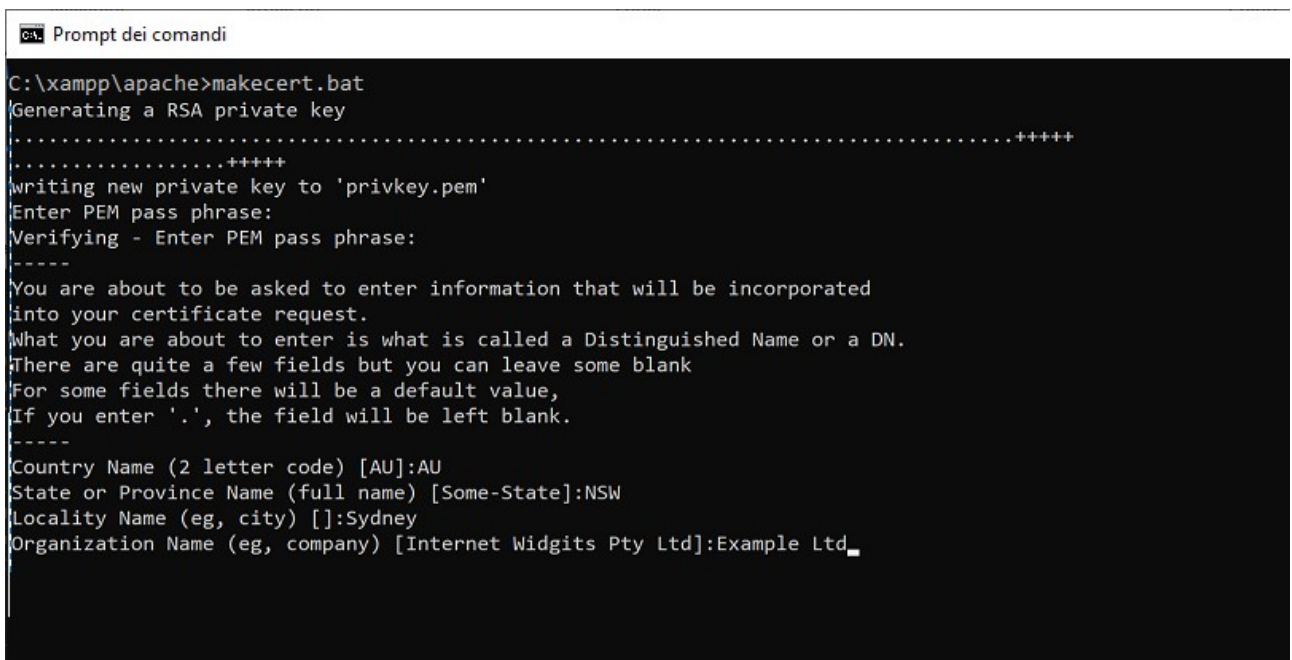 Prompt dei comandi
C:\xampp\apache>makecert.bat
Generating a RSA private key
.....................................................................................+++++
..................+++++
writing new private key to 'privkey.pem'
Enter PEM pass phrase:
Verifying - Enter PEM pass phrase:
-----
You are about to be asked to enter information that will be incorporated
into your certificate request.
What you are about to enter is what is called a Distinguished Name or a DN.
There are quite a few fields but you can leave some blank
For some fields there will be a default value,
If you enter '.', the field will be left blank.
-----
Country Name (2 letter code) [AU]:AU
State or Province Name (full name) [Some-State]:NSW
Locality Name (eg, city) []:Sydney
Organization Name (eg, company) [Internet Widgits Pty Ltd]:Example Ltd